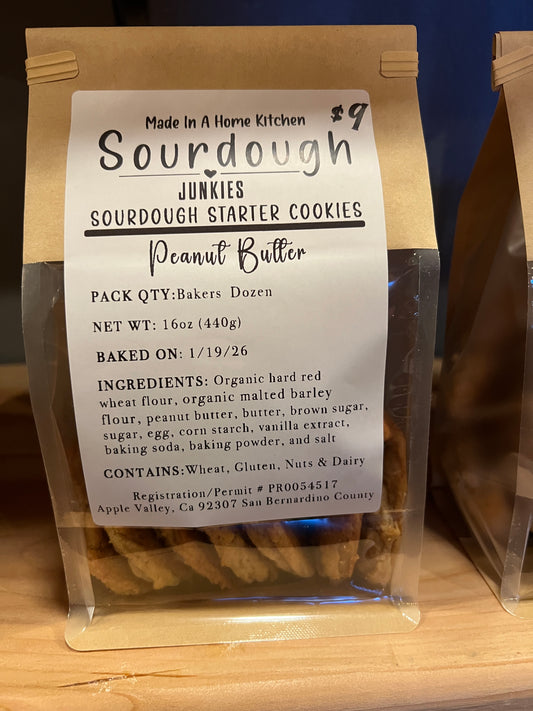 Made In A Home Kitchen
$9
Sourdough
JUNKIES
SOURDOUGH STARTER COOKIES
Peanut Butter
PACK QTY:Bakers Dozen
NET WT: 16oz (440g)
BAKED ON: 1/19/26
INGREDIENTS: Organic hard red
wheat flour, organic malted barley
flour, peanut butter, butter, brown sugar,
sugar, egg, corn starch, vanilla extract,
baking soda, baking powder, and salt
CONTAINS:Wheat, Gluten, Nuts & Dairy
Registration/Permit # PR0054517
Apple Valley, Ca 92307 San Bernardino County